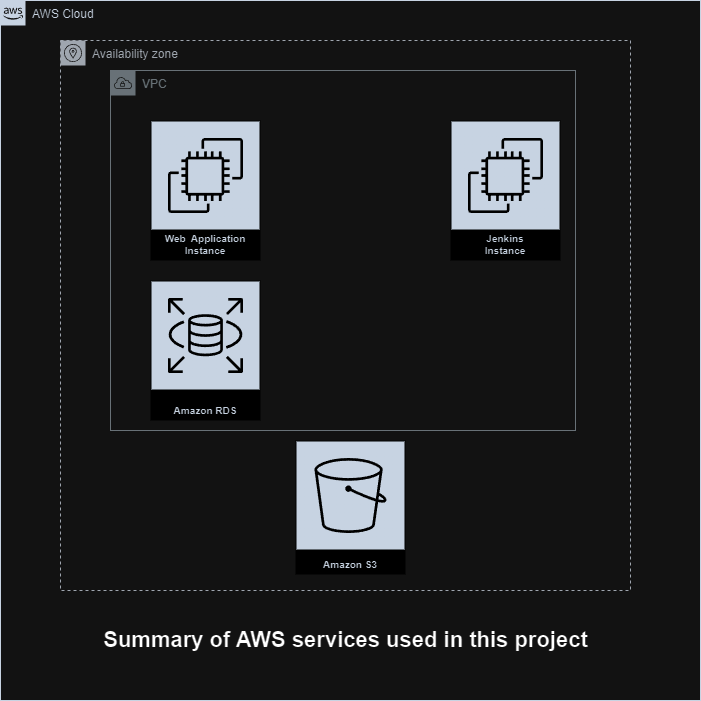 aws
AWS Cloud
Availability zone
VPC
Web Application
Instance
Jenkins
Instance
Amazon RDS
Amazon S3
Summary of AWS services used in this project